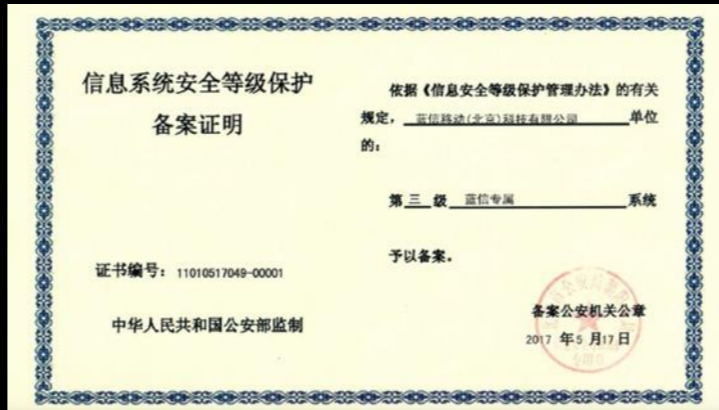 信息系统安全等级保护
备案证明
证书编号：11010517049-00001
中华人民共和国公安部监制
依据《信息安全等级保护管理办法》的有关
规定，蓝信移动(北京)科技有限公司单位
的：
第三级 蓝信专属 系统
予以备案。
备案公安机关公章
2017 年5 月17日